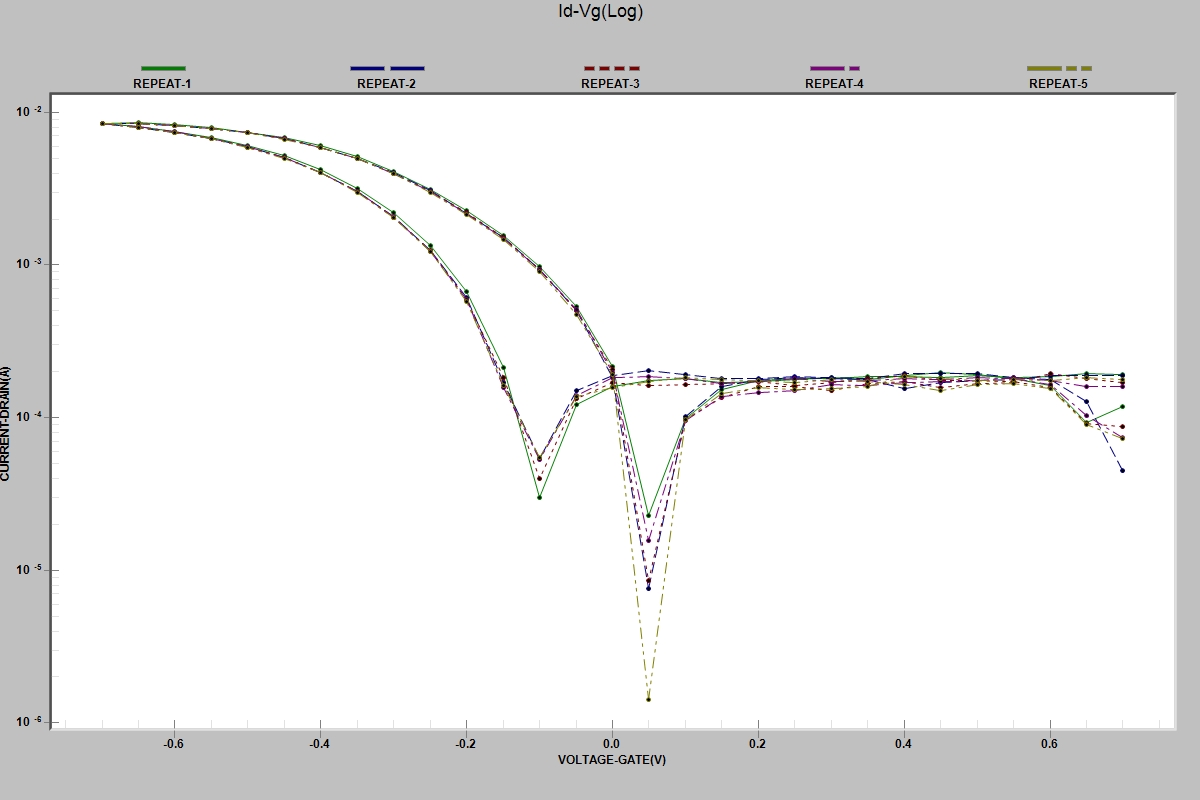 Id-Vg(Log)
REPEAT-1 REPEAT-2 REPEAT-3 REPEAT-4 REPEAT-5
10 -2
10 -3
10 -4
10 -5
10 -6
CURRENT-DRAIN(A)
-0.6 -0.4 -0.2 0.0 0.2 0.4 0.6
VOLTAGE-GATE(V)